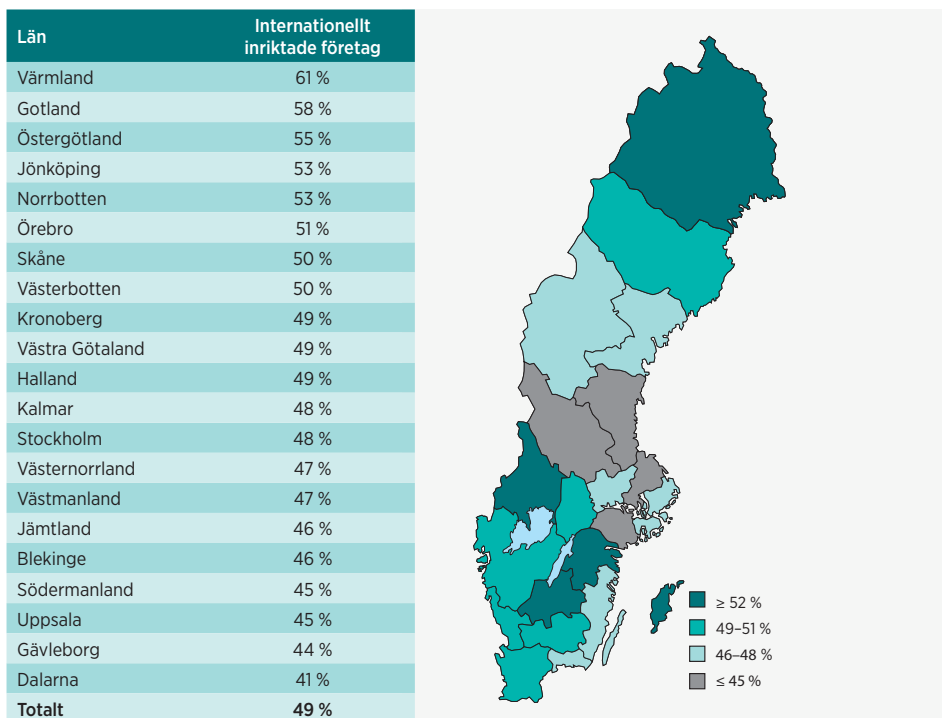 Län Internationellt inriktade företag
Värmland 61 %
Gotland 58 %
Östergötland 55 %
Jönköping 53 %
Norrbotten 53 %
Örebro 51 %
Skåne 50 %
Västerbotten 50 %
Kronoberg 49 %
Västra Götaland 49 %
Halland 49 %
Kalmar 48 %
Stockholm 48 %
Västernorrland 47 %
Västmanland 47 %
Jämtland 46 %
Blekinge 46 %
Södermanland 45 %
Uppsala 45 %
Gävleborg 44 %
Dalarna 41 %
Totalt 49 %
≥ 52 %
49–51 %
46–48 %
≤ 45 %